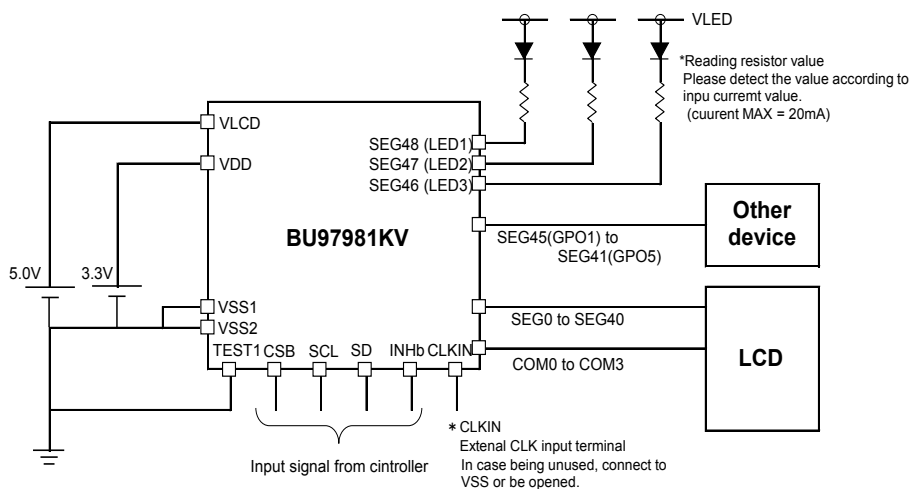 VLED
*Reading resistor value
Please detect the value according to
inpu curremt value.
(cuurent MAX = 20mA)
VLCD
VDD
SEG48 (LED1)
SEG47 (LED2)
SEG46 (LED3)
BU97981KV
SEG45(GPO1) to
SEG41(GPO5)
Other
device
5.0V
3.3V
VSS1
VSS2
SEG0 to SEG40
COM0 to COM3
LCD
TEST1 CSB SCL SD INHb CLKIN
* CLKIN
Extenal CLK input terminal
In case being unused, connect to
VSS or be opened.
Input signal from cintroller